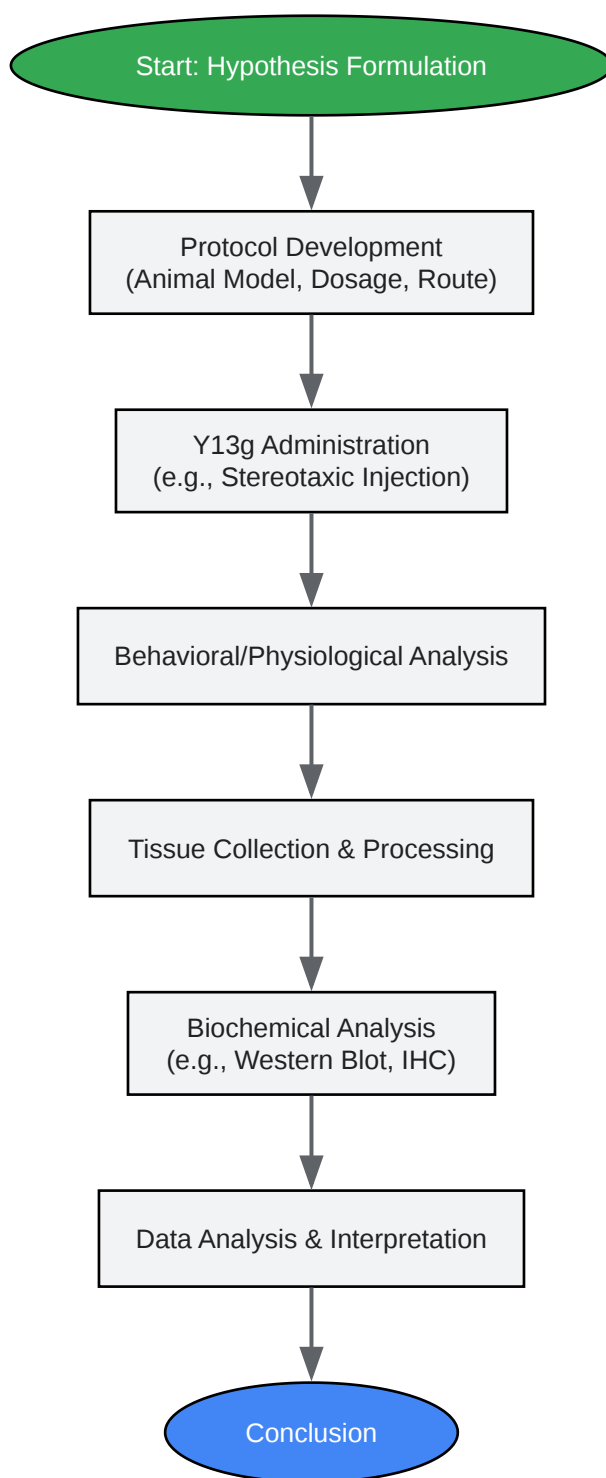 Start: Hypothesis Formulation
Protocol Development
(Animal Model, Dosage, Route)
Y13g Administration
(e.g., Stereotaxic Injection)
Behavioral/Physiological Analysis
Tissue Collection & Processing
Biochemical Analysis
(e.g., Western Blot, IHC)
Data Analysis & Interpretation
Conclusion